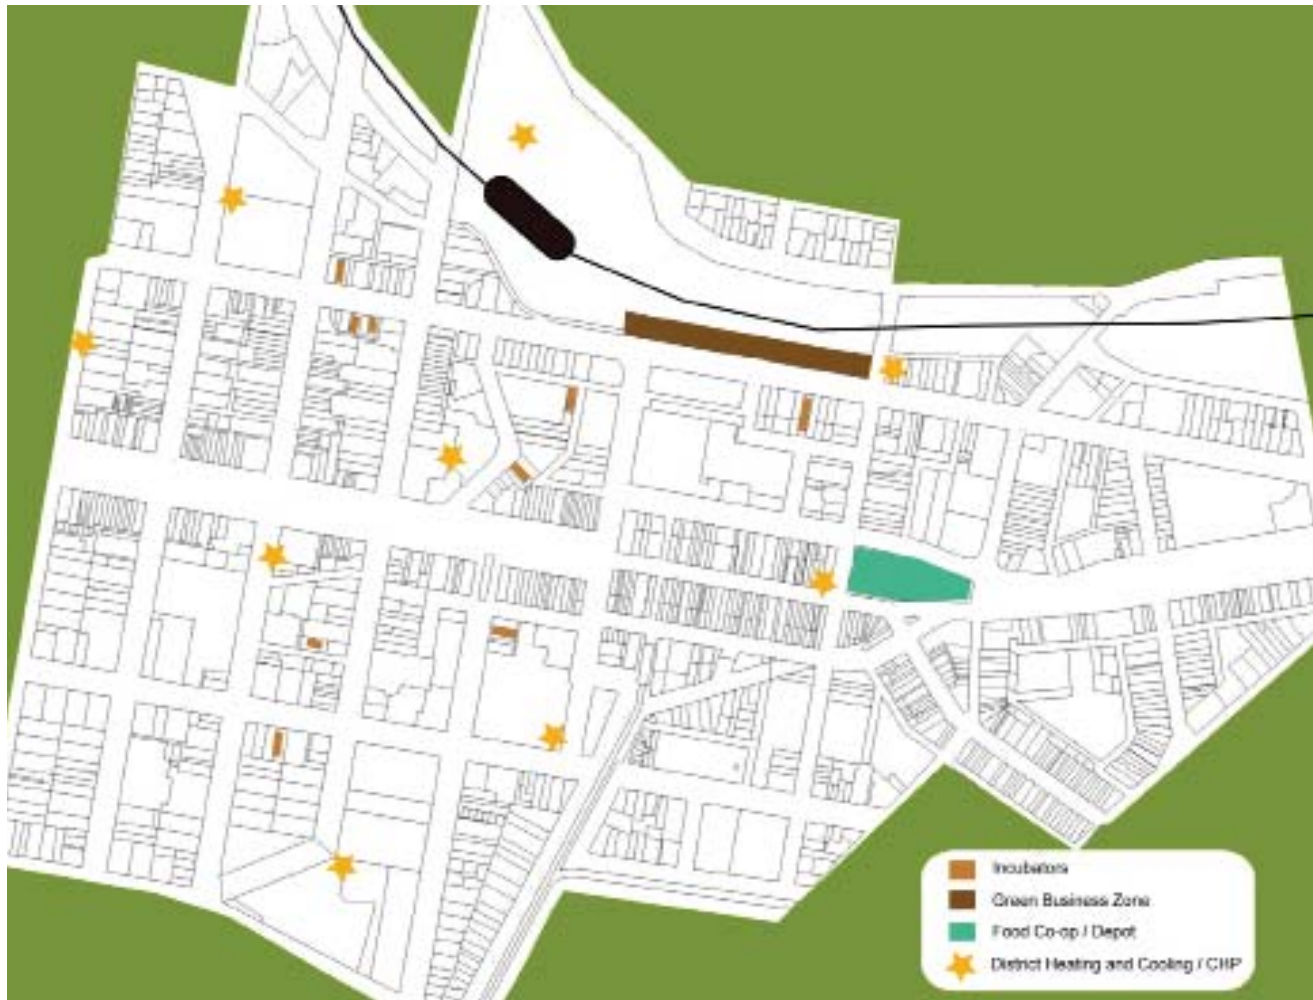 Incubators
Green Business Zone
Food Co-op / Depot
District Heating and Cooling / CHP